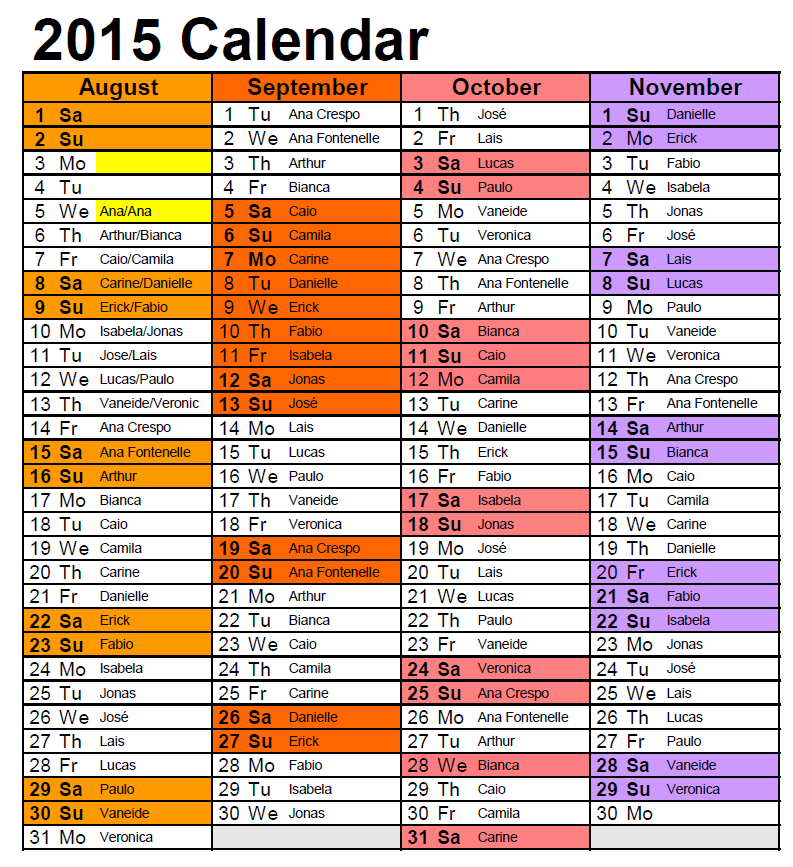 2015 Calendar
August September October November
1 Sa 1 Tu Ana Crespo 1 Th José 1 Su Danielle
2 Su 2 We Ana Fontenelle 2 Fr Lais 2 Mo Erick
3 Mo 3 Th Arthur 3 Sa Lucas 3 Tu Fabio
4 Tu 4 Fr Bianca 4 Su Paulo 4 We Isabela
5 We Ana/Ana 5 Sa Caio 5 Mo Vaneide 5 Th Jonas
6 Th Arthur/Bianca 6 Su Camila 6 Tu Veronica 6 Fr José
7 Fr Caio/Camila 7 Mo Carine 7 We Ana Crespo 7 Sa Lais
8 Sa Carine/Danielle 8 Tu Danielle 8 Th Ana Fontenelle 8 Su Lucas
9 Su Erick/Fabio 9 We Erick 9 Fr Arthur 9 Mo Paulo
10 Mo Isabela/Jonas 10 Th Fabio 10 Sa Bianca 10 Tu Vaneide
11 Tu Jose/Lais 11 Fr Isabela 11 Su Caio 11 We Veronica
12 We Lucas/Paulo 12 Sa Jonas 12 Mo Camila 12 Th Ana Crespo
13 Th Vaneide/Veronic 13 Su José 13 Tu Carine 13 Fr Ana Fontenelle
14 Fr Ana Crespo 14 Mo Lais 14 We Danielle 14 Sa Arthur
15 Sa Ana Fontenelle 15 Tu Lucas 15 Th Erick 15 Su Bianca
16 Su Arthur 16 We Paulo 16 Fr Fabio 16 Mo Caio
17 Mo Bianca 17 Th Vaneide 17 Sa Isabela 17 Tu Camila
18 Tu Caio 18 Fr Veronica 18 Su Jonas 18 We Carine
19 We Camila 19 Sa Ana Crespo 19 Mo José 19 Th Danielle
20 Th Carine 20 Su Ana Fontenelle 20 Tu Lais 20 Fr Erick
21 Fr Danielle 21 Mo Arthur 21 We Lucas 21 Sa Fabio
22 Sa Erick 22 Tu Bianca 22 Th Paulo 22 Su Isabela
23 Su Fabio 23 We Caio 23 Fr Vaneide 23 Mo Jonas
24 Mo Isabela 24 Th Camila 24 Sa Veronica 24 Tu José
25 Tu Jonas 25 Fr Carine 25 Su Ana Crespo 25 We Lais
26 We José 26 Sa Danielle 26 Mo Ana Fontenelle 26 Th Lucas
27 Th Lais 27 Su Erick 27 Tu Arthur 27 Fr Paulo
28 Fr Lucas 28 Mo Fabio 28 We Bianca 28 Sa Vaneide
29 Sa Paulo 29 Tu Isabela 29 Th Caio 29 Su Veronica
30 Su Vaneide 30 We Jonas 30 Fr Camila 30 Mo
31 Mo Veronica 31 Sa Carine